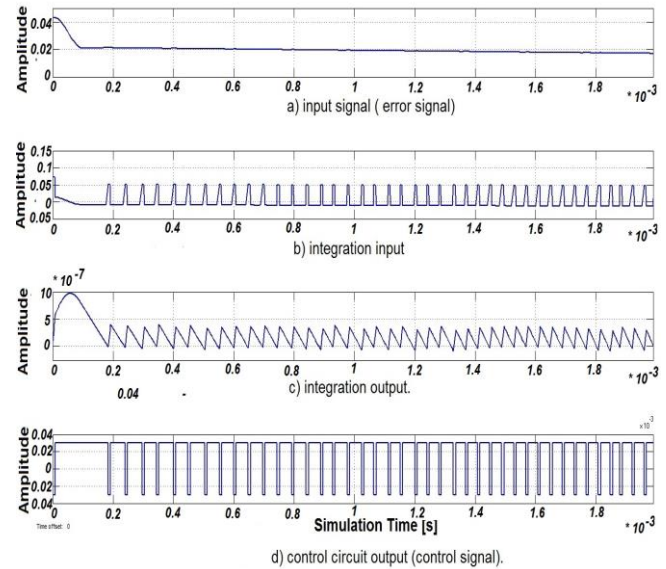 Amplitude
0.04
0.02
0
0 0.2 0.4 0.6 0.8 1 1.2 1.4 1.6 1.8
* 10 -3
a) input signal ( error signal)
Amplitude
0.15
0.1
0.05
0
0.05
0 0.2 0.4 0.6 0.8 1 1.2 1.4 1.6 1.8
* 10 -3
b) integration input
* 10 -7
Amplitude
10
5
0
0 0.2 0.4 0.6 0.8 1 1.2 1.4 1.6 1.8
* 10 -3
c) integration output.
0.04 -
x 10 -3
Amplitude
0.04
0.02
0
0.02
0.04
0 0.2 0.4 0.6 0.8 1 1.2 1.4 1.6 1.8
Time offset: 0
Simulation Time [s]
* 10 -3
d) control circuit output (control signal).